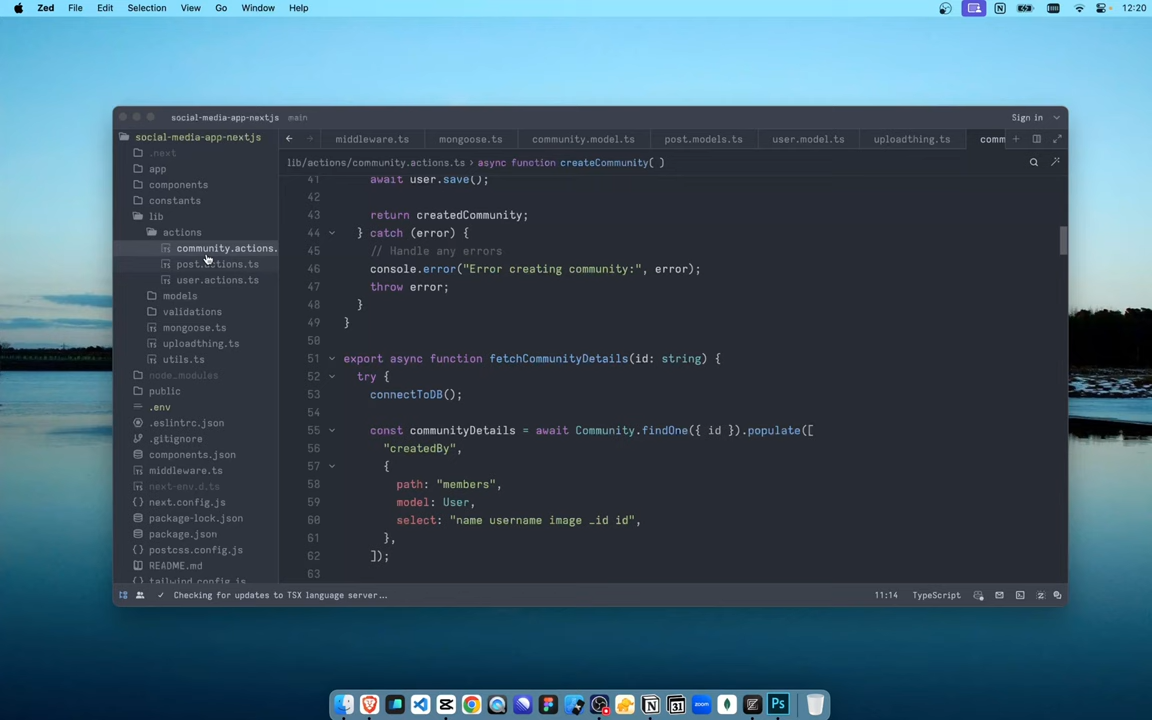 Zed File Edit Selection View Go Window Help 12:20
social-media-app-nextjs main Sign in
middleware.ts mongoose.ts community.model.ts post.models.ts user.model.ts uploadthing.ts comm
lib/actions/community.actions.ts > async function createCommunity( )
social-media-app-nextjs
.next
app
components
constants
lib
actions
community.actions.
post.actions.ts
user.actions.ts
models
validations
mongoose.ts
uploadthing.ts
utils.ts
node_modules
public
.env
.eslintrc.json
.gitignore
components.json
middleware.ts
next-env.d.ts
next.config.js
package-lock.json
package.json
postcss.config.js
README.md
tailwind.config.js
41 await user.save();
42
43 return createdCommunity;
44 } catch (error) {
45 // Handle any errors
46 console.error("Error creating community:", error);
47 throw error;
48 }
49 }
50
51 export async function fetchCommunityDetails(id: string) {
52 try {
53 connectToDB();
54
55 const communityDetails = await Community.findOne({ id }).populate([
56 "createdBy",
57 {
58 path: "members",
59 model: User,
60 select: "name username image _id id",
61 },
62 ]);
63
Checking for updates to TSX language server... 11:14 TypeScript
31
zoom
Ps